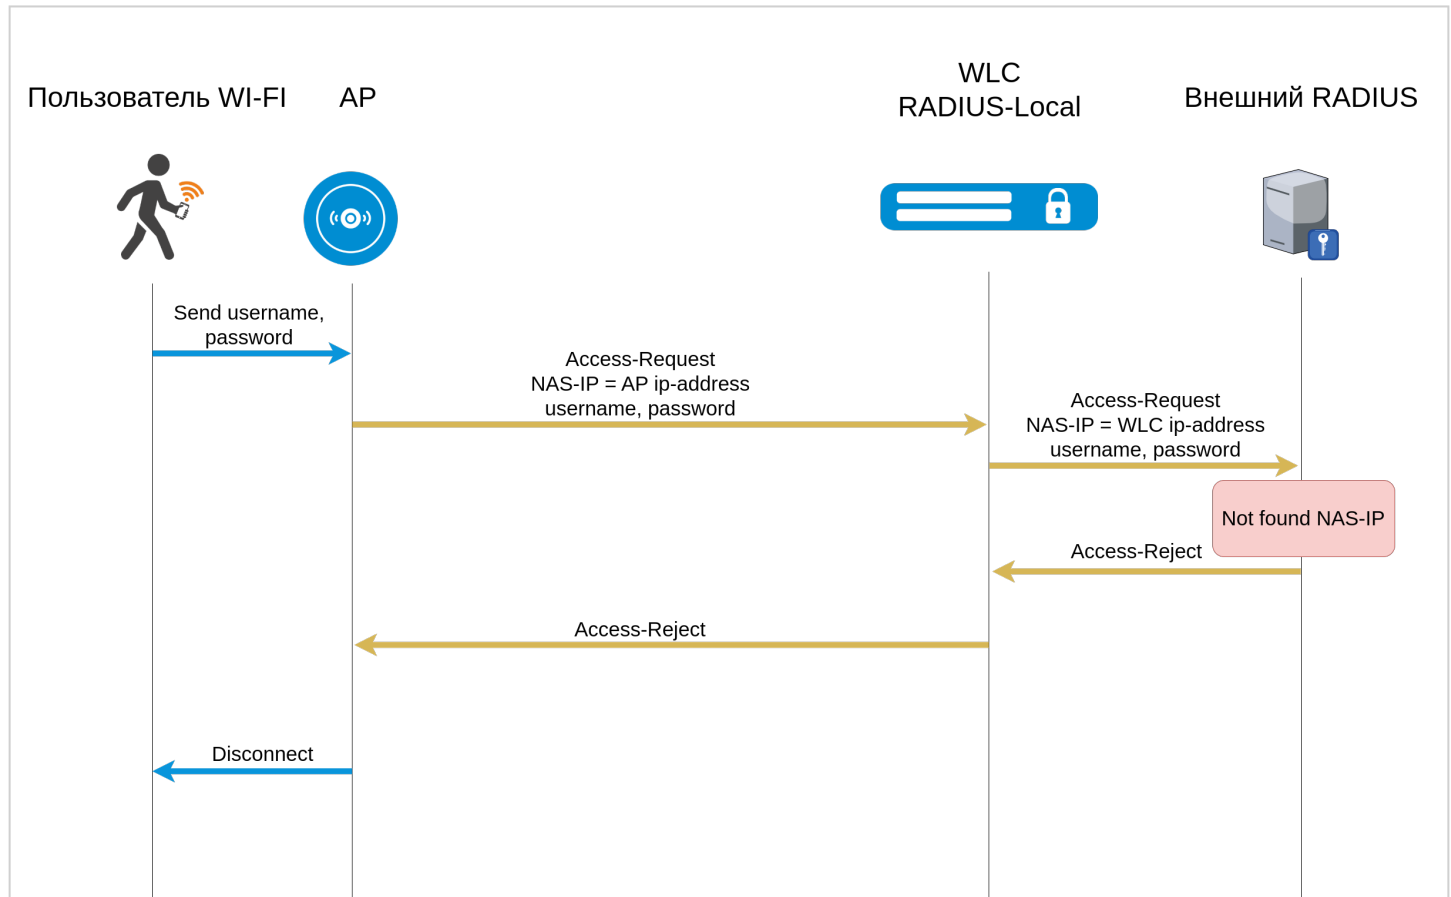 Пользователь WI-FI
AP
WLC
RADIUS-Local
Внешний RADIUS
Send username,
password
Access-Request
NAS-IP = AP ip-address
username, password
Access-Request
NAS-IP = WLC ip-address
username, password
Not found NAS-IP
Access-Reject
Access-Reject
Disconnect